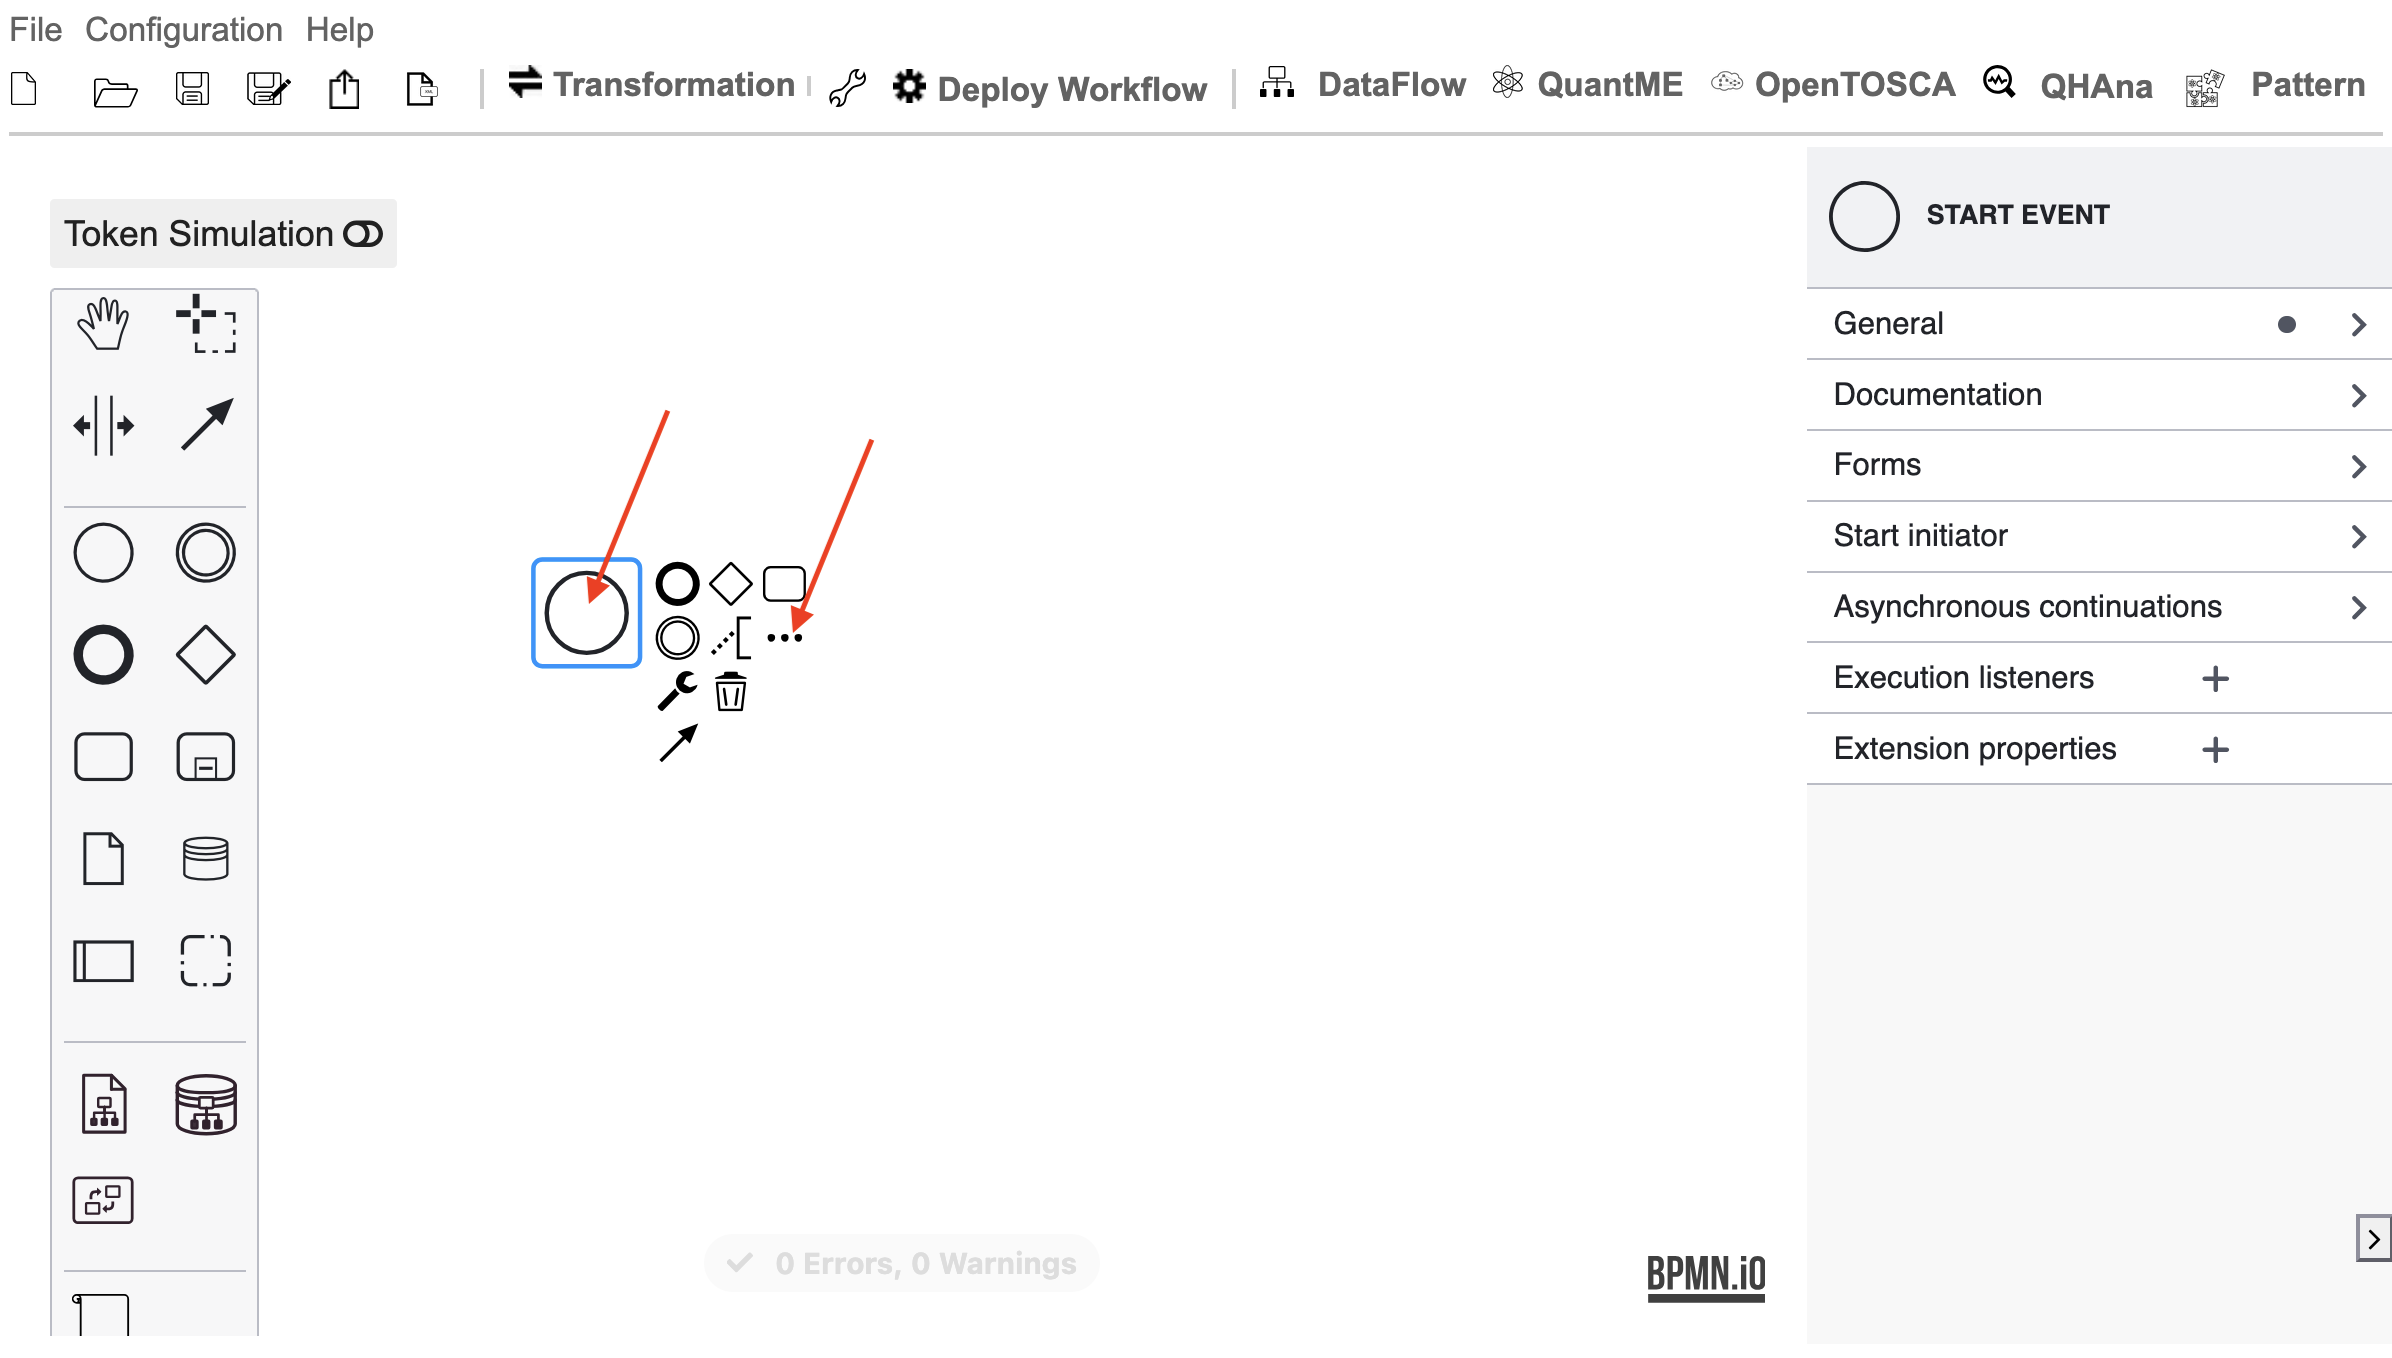 File Configuration Help
Transformation Deploy Workflow DataFlow QuantME OpenTOSCA QHAna Pattern
Token Simulation
START EVENT
General
Documentation
Forms
Start initiator
Asynchronous continuations
Execution listeners
Extension properties
0 Errors, 0 Warnings
BPMN.iO